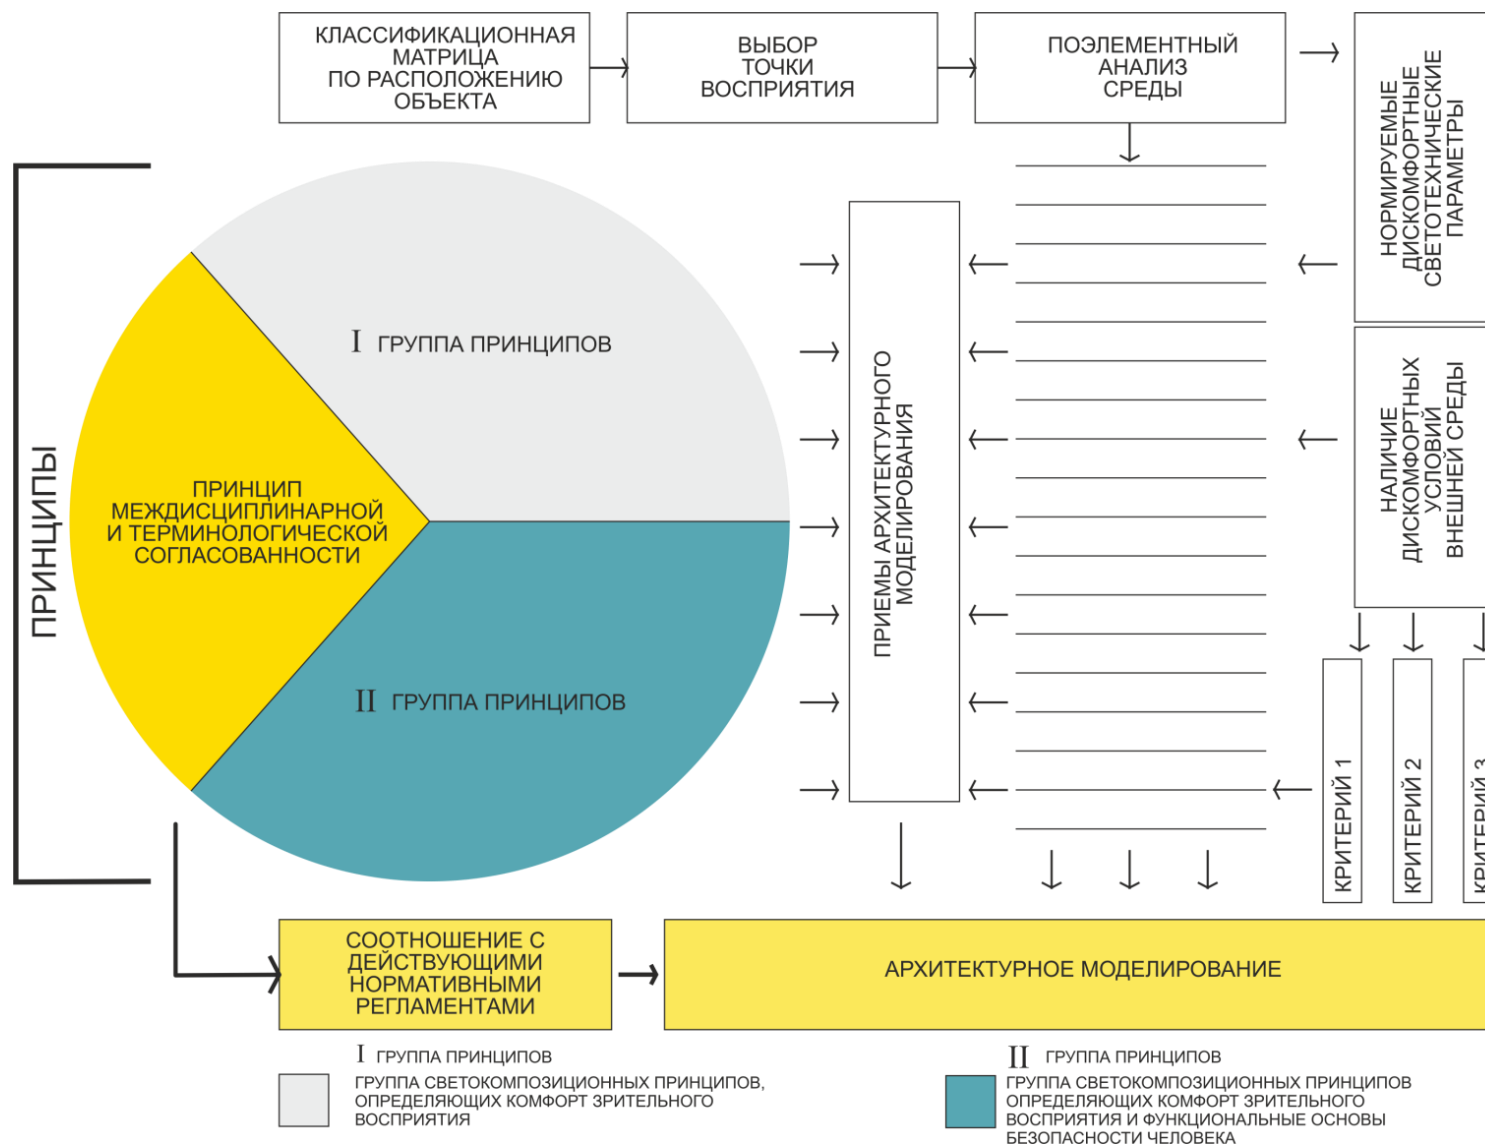 КЛАССИФИКАЦИОННАЯ
МАТРИЦА
ПО РАСПОЛОЖЕНИЮ
ОБЪЕКТА
ВЫБОР
ТОЧКИ
ВОСПРИЯТИЯ
ПОЭЛЕМЕНТНЫЙ
АНАЛИЗ
СРЕДЫ
НОРМИРУЕМЫЕ
ДИСКОМФОРТНЫЕ
СВЕТОТЕХНИЧЕСКИЕ
ПАРАМЕТРЫ
ПРИНЦИПЫ
I ГРУППА ПРИНЦИПОВ
ПРИНЦИП
МЕЖДИСЦИПЛИНАРНОЙ
И ТЕРМИНОЛОГИЧЕСКОЙ
СОГЛАСОВАННОСТИ
II ГРУППА ПРИНЦИПОВ
ПРИЕМЫ АРХИТЕКТУРНОГО
МОДЕЛИРОВАНИЯ
НАЛИЧИЕ
ДИСКОМФОРТНЫХ
УСЛОВИЙ
ВНЕШНЕЙ СРЕДЫ
КРИТЕРИЙ 1
КРИТЕРИЙ 2
КРИТЕРИЙ 3
СООТНОШЕНИЕ С
ДЕЙСТВУЮЩИМИ
НОРМАТИВНЫМИ
РЕГЛАМЕНТАМИ
АРХИТЕКТУРНОЕ МОДЕЛИРОВАНИЕ
I ГРУППА ПРИНЦИПОВ
ГРУППА СВЕТОКОМПОЗИЦИОННЫХ ПРИНЦИПОВ,
ОПРЕДЕЛЯЮЩИХ КОМФОРТ ЗРИТЕЛЬНОГО
ВОСПРИЯТИЯ
II ГРУППА ПРИНЦИПОВ
ГРУППА СВЕТОКОМПОЗИЦИОННЫХ ПРИНЦИПОВ
ОПРЕДЕЛЯЮЩИХ КОМФОРТ ЗРИТЕЛЬНОГО
ВОСПРИЯТИЯ И ФУНКЦИОНАЛЬНЫЕ ОСНОВЫ
БЕЗОПАСНОСТИ ЧЕЛОВЕКА